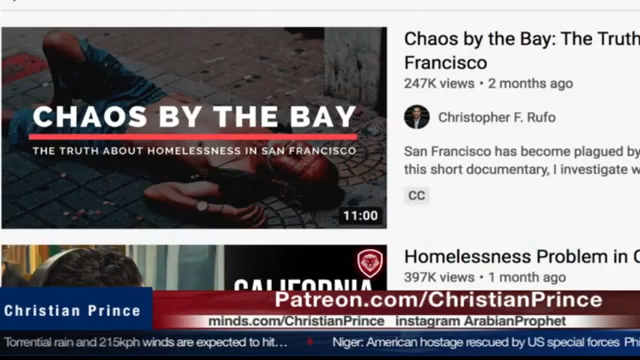 Chaos by the Bay: The Truth
Francisco
247K views • 2 months ago
CHAOS BY THE BAY
THE TRUTH ABOUT HOMELESSNESS IN SAN FRANCISCO
11:00
Christopher F. Rufo
San Francisco has become plagued by
this short documentary, I investigate w
CC
CALIFORNIA
Homelessness Problem in C
397K views • 1 month ago
Christian Prince
Patreon.com/ChristianPrince
minds.com/ChristianPrince instagram ArabianProphet
Torrential rain and 215kph winds are expected to hit... Niger: American hostage rescued by US special forces Ph